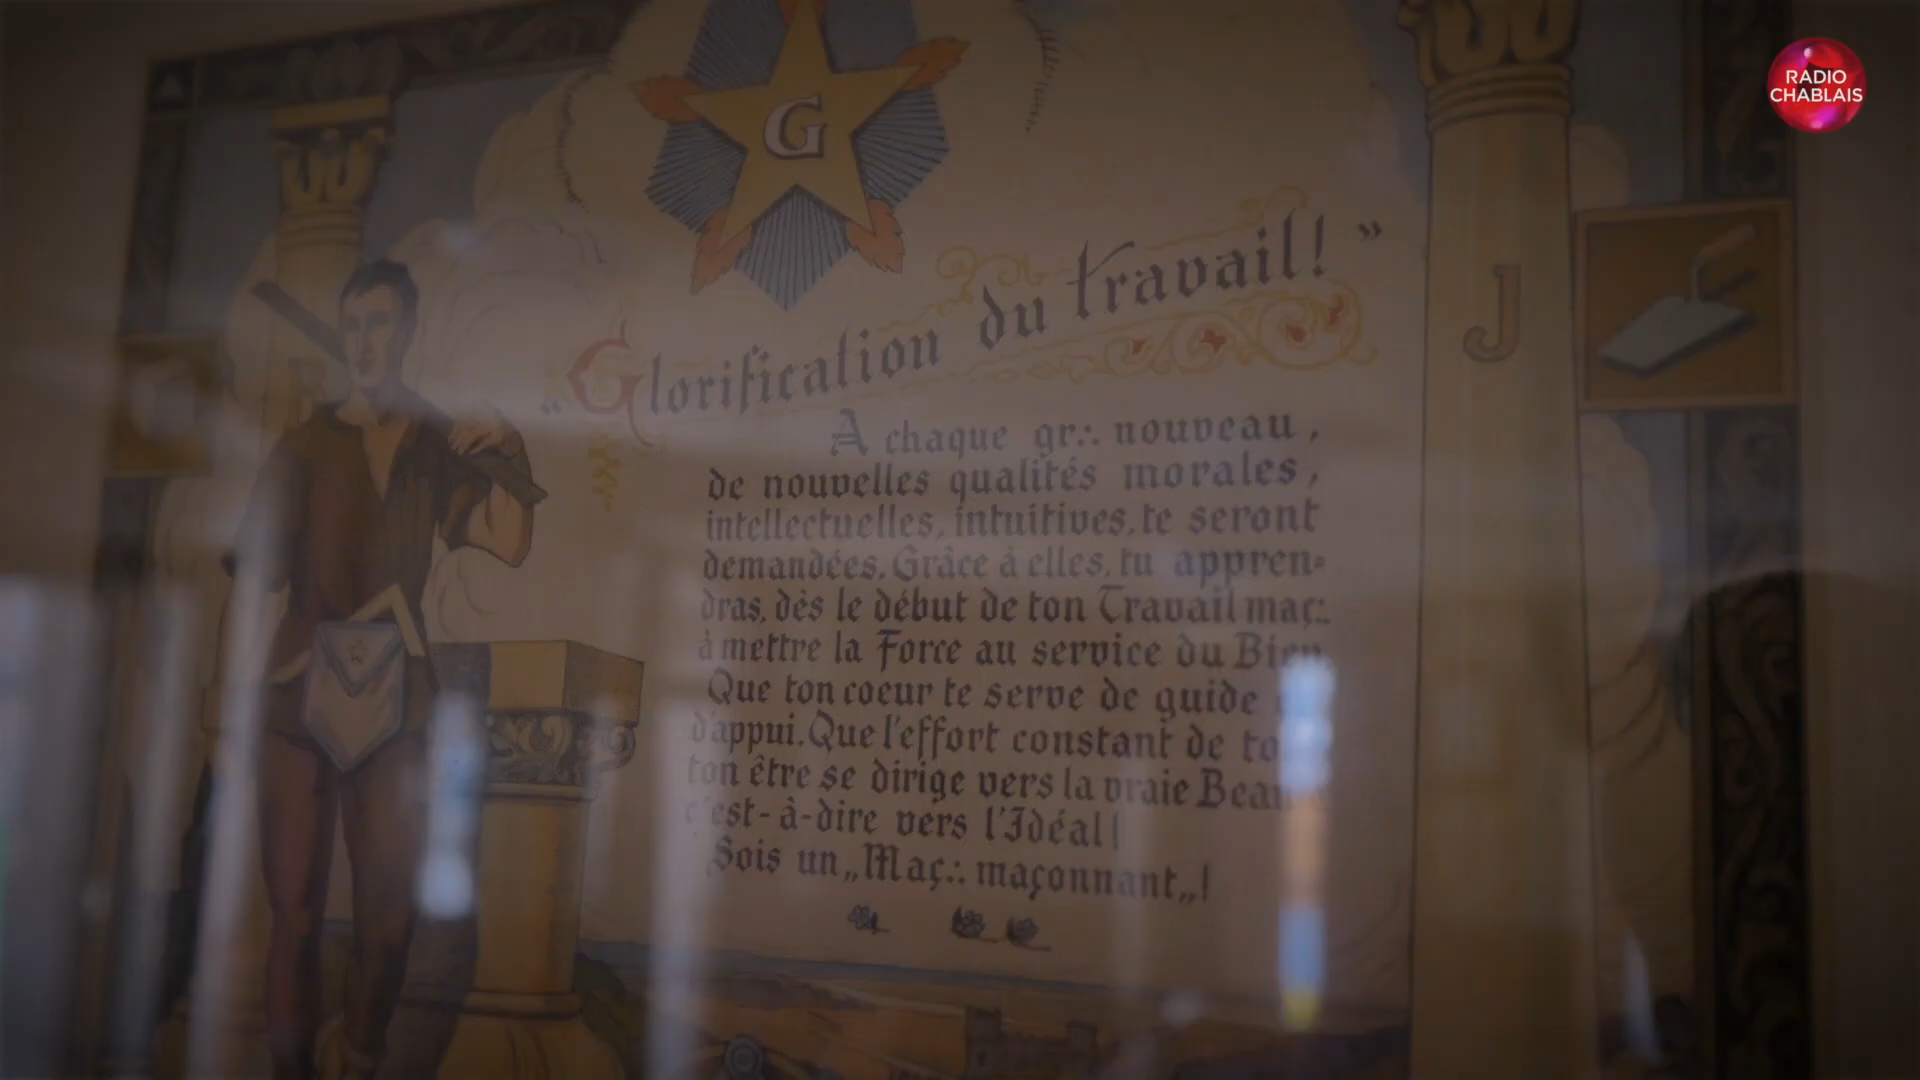 RADIO
CHABLAIS
G
„Glorification du travail! ”
J
A chaque gr∴ nouveau,
de nouvelles qualités morales,
intellectuelles, intuitives, te seront
demandées. Grâce à elles, tu appren=
dras, dès le début de ton Travail maç∴
à mettre la Force au service du Bien
Que ton coeur te serve de guide
d'appui. Que l'effort constant de
ton être se dirige vers la vraie
c'est-à-dire vers l'Idéal!
Sois un „Maç∴ maçonnant„!